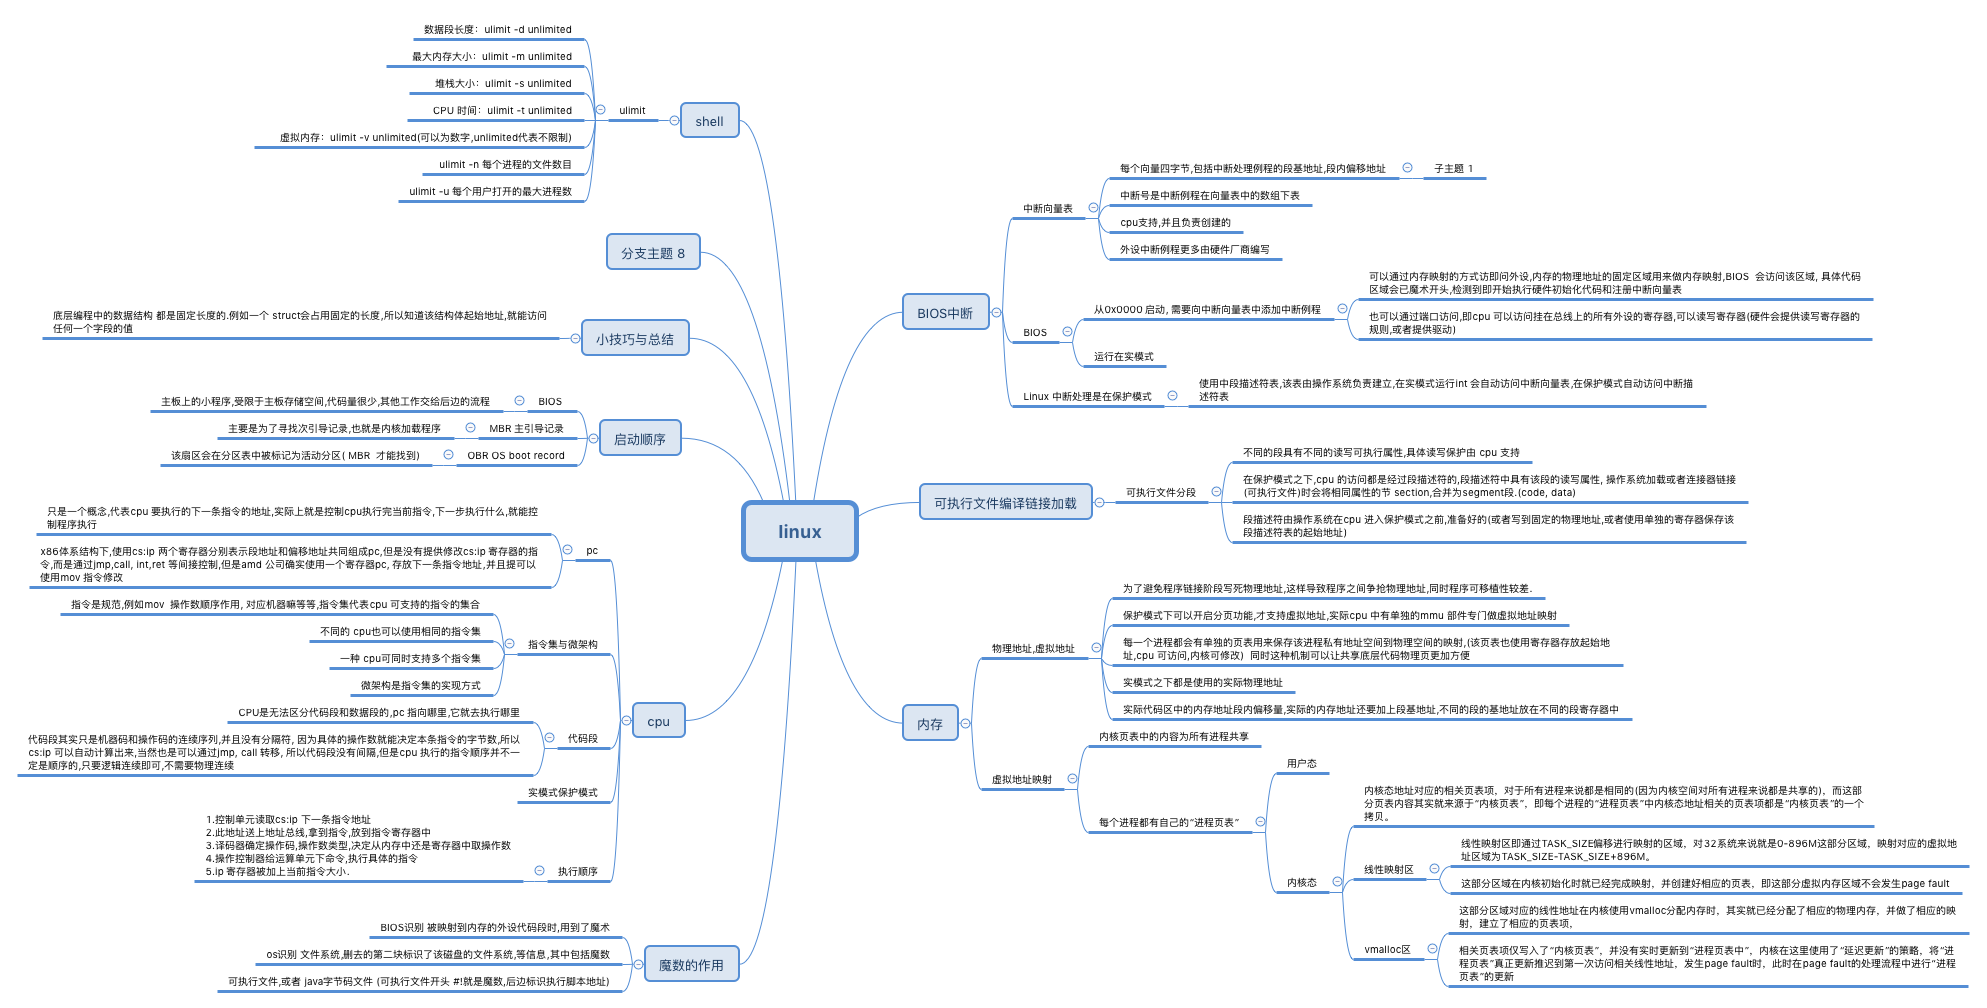 linux
shell
ulimit
数据段长度：ulimit -d unlimited
最大内存大小：ulimit -m unlimited
堆栈大小：ulimit -s unlimited
CPU 时间：ulimit -t unlimited
虚拟内存：ulimit -v unlimited(可以为数字,unlimited代表不限制)
ulimit -n 每个进程的文件数目
ulimit -u 每个用户打开的最大进程数
分支主题 8
小技巧与总结
底层编程中的数据结构 都是固定长度的.例如一个 struct会占用固定的长度,所以知道该结构体起始地址,就能访问
任何一个字段的值
启动顺序
BIOS
主板上的小程序,受限于主板存储空间,代码量很少,其他工作交给后边的流程
MBR 主引导记录
主要是为了寻找次引导记录,也就是内核加载程序
OBR OS boot record
该扇区会在分区表中被标记为活动分区( MBR  才能找到)
cpu
pc
只是一个概念,代表cpu 要执行的下一条指令的地址,实际上就是控制cpu执行完当前指令,下一步执行什么,就能控
制程序执行
x86体系结构下,使用cs:ip 两个寄存器分别表示段地址和偏移地址共同组成pc,但是没有提供修改cs:ip 寄存器的指
令,而是通过jmp,call, int,ret 等间接控制,但是amd 公司确实使用一个寄存器pc, 存放下一条指令地址,并且提可以
使用mov 指令修改
指令集与微架构
指令是规范,例如mov  操作数顺序作用, 对应机器嘛等等,指令集代表cpu 可支持的指令的集合
不同的 cpu也可以使用相同的指令集
一种 cpu可同时支持多个指令集
微架构是指令集的实现方式
代码段
CPU是无法区分代码段和数据段的,pc 指向哪里,它就去执行哪里
代码段其实只是机器码和操作码的连续序列,并且没有分隔符, 因为具体的操作数就能决定本条指令的字节数,所以
cs:ip 可以自动计算出来,当然也是可以通过jmp, call 转移, 所以代码段没有间隔,但是cpu 执行的指令顺序并不一
定是顺序的,只要逻辑连续即可,不需要物理连续
实模式保护模式
执行顺序
1.控制单元读取cs:ip 下一条指令地址
2.此地址送上地址总线,拿到指令,放到指令寄存器中
3.译码器确定操作码,操作数类型,决定从内存中还是寄存器中取操作数
4.操作控制器给运算单元下命令,执行具体的指令
5.ip 寄存器被加上当前指令大小.
魔数的作用
BIOS识别 被映射到内存的外设代码段时,用到了魔术
os识别 文件系统,删去的第二块标识了该磁盘的文件系统,等信息,其中包括魔数
可执行文件,或者 java字节码文件 (可执行文件开头 #!就是魔数,后边标识执行脚本地址)
BIOS中断
中断向量表
每个向量四字节,包括中断处理例程的段基地址,段内偏移地址
子主题 1
中断号是中断例程在向量表中的数组下表
cpu支持,并且负责创建的
外设中断例程更多由硬件厂商编写
BIOS
从0x0000 启动, 需要向中断向量表中添加中断例程
可以通过内存映射的方式访即问外设,内存的物理地址的固定区域用来做内存映射,BIOS  会访问该区域, 具体代码
区域会已魔术开头,检测到即开始执行硬件初始化代码和注册中断向量表
也可以通过端口访问,即cpu 可以访问挂在总线上的所有外设的寄存器,可以读写寄存器(硬件会提供读写寄存器的
规则,或者提供驱动)
运行在实模式
Linux 中断处理是在保护模式
使用中段描述符表,该表由操作系统负责建立,在实模式运行int 会自动访问中断向量表,在保护模式自动访问中断描
述符表
可执行文件编译链接加载
可执行文件分段
不同的段具有不同的读写可执行属性,具体读写保护由 cpu 支持
在保护模式之下,cpu 的访问都是经过段描述符的,段描述符中具有该段的读写属性, 操作系统加载或者连接器链接
(可执行文件)时会将相同属性的节 section,合并为segment段.(code, data)
段描述符由操作系统在cpu 进入保护模式之前,准备好的(或者写到固定的物理地址,或者使用单独的寄存器保存该
段描述符表的起始地址)
内存
物理地址,虚拟地址
为了避免程序链接阶段写死物理地址,这样导致程序之间争抢物理地址,同时程序可移植性较差.
保护模式下可以开启分页功能,才支持虚拟地址,实际cpu 中有单独的mmu 部件专门做虚拟地址映射
每一个进程都会有单独的页表用来保存该进程私有地址空间到物理空间的映射,(该页表也使用寄存器存放起始地
址,cpu 可访问,内核可修改)  同时这种机制可以让共享底层代码物理页更加方便
实模式之下都是使用的实际物理地址
实际代码区中的内存地址段内偏移量,实际的内存地址还要加上段基地址,不同的段的基地址放在不同的段寄存器中
虚拟地址映射
内核页表中的内容为所有进程共享
每个进程都有自己的“进程页表”
用户态
内核态
内核态地址对应的相关页表项，对于所有进程来说都是相同的(因为内核空间对所有进程来说都是共享的)，而这部
分页表内容其实就来源于“内核页表”，即每个进程的“进程页表”中内核态地址相关的页表项都是“内核页表”的一个
拷贝。
线性映射区
线性映射区即通过TASK_SIZE偏移进行映射的区域，对32系统来说就是0-896M这部分区域，映射对应的虚拟地
址区域为TASK_SIZE-TASK_SIZE+896M。
这部分区域在内核初始化时就已经完成映射，并创建好相应的页表，即这部分虚拟内存区域不会发生page fault
vmalloc区
这部分区域对应的线性地址在内核使用vmalloc分配内存时，其实就已经分配了相应的物理内存，并做了相应的映
射，建立了相应的页表项，
相关页表项仅写入了“内核页表”，并没有实时更新到“进程页表中”，内核在这里使用了“延迟更新”的策略，将“进
程页表”真正更新推迟到第一次访问相关线性地址，发生page fault时，此时在page fault的处理流程中进行“进程
页表”的更新